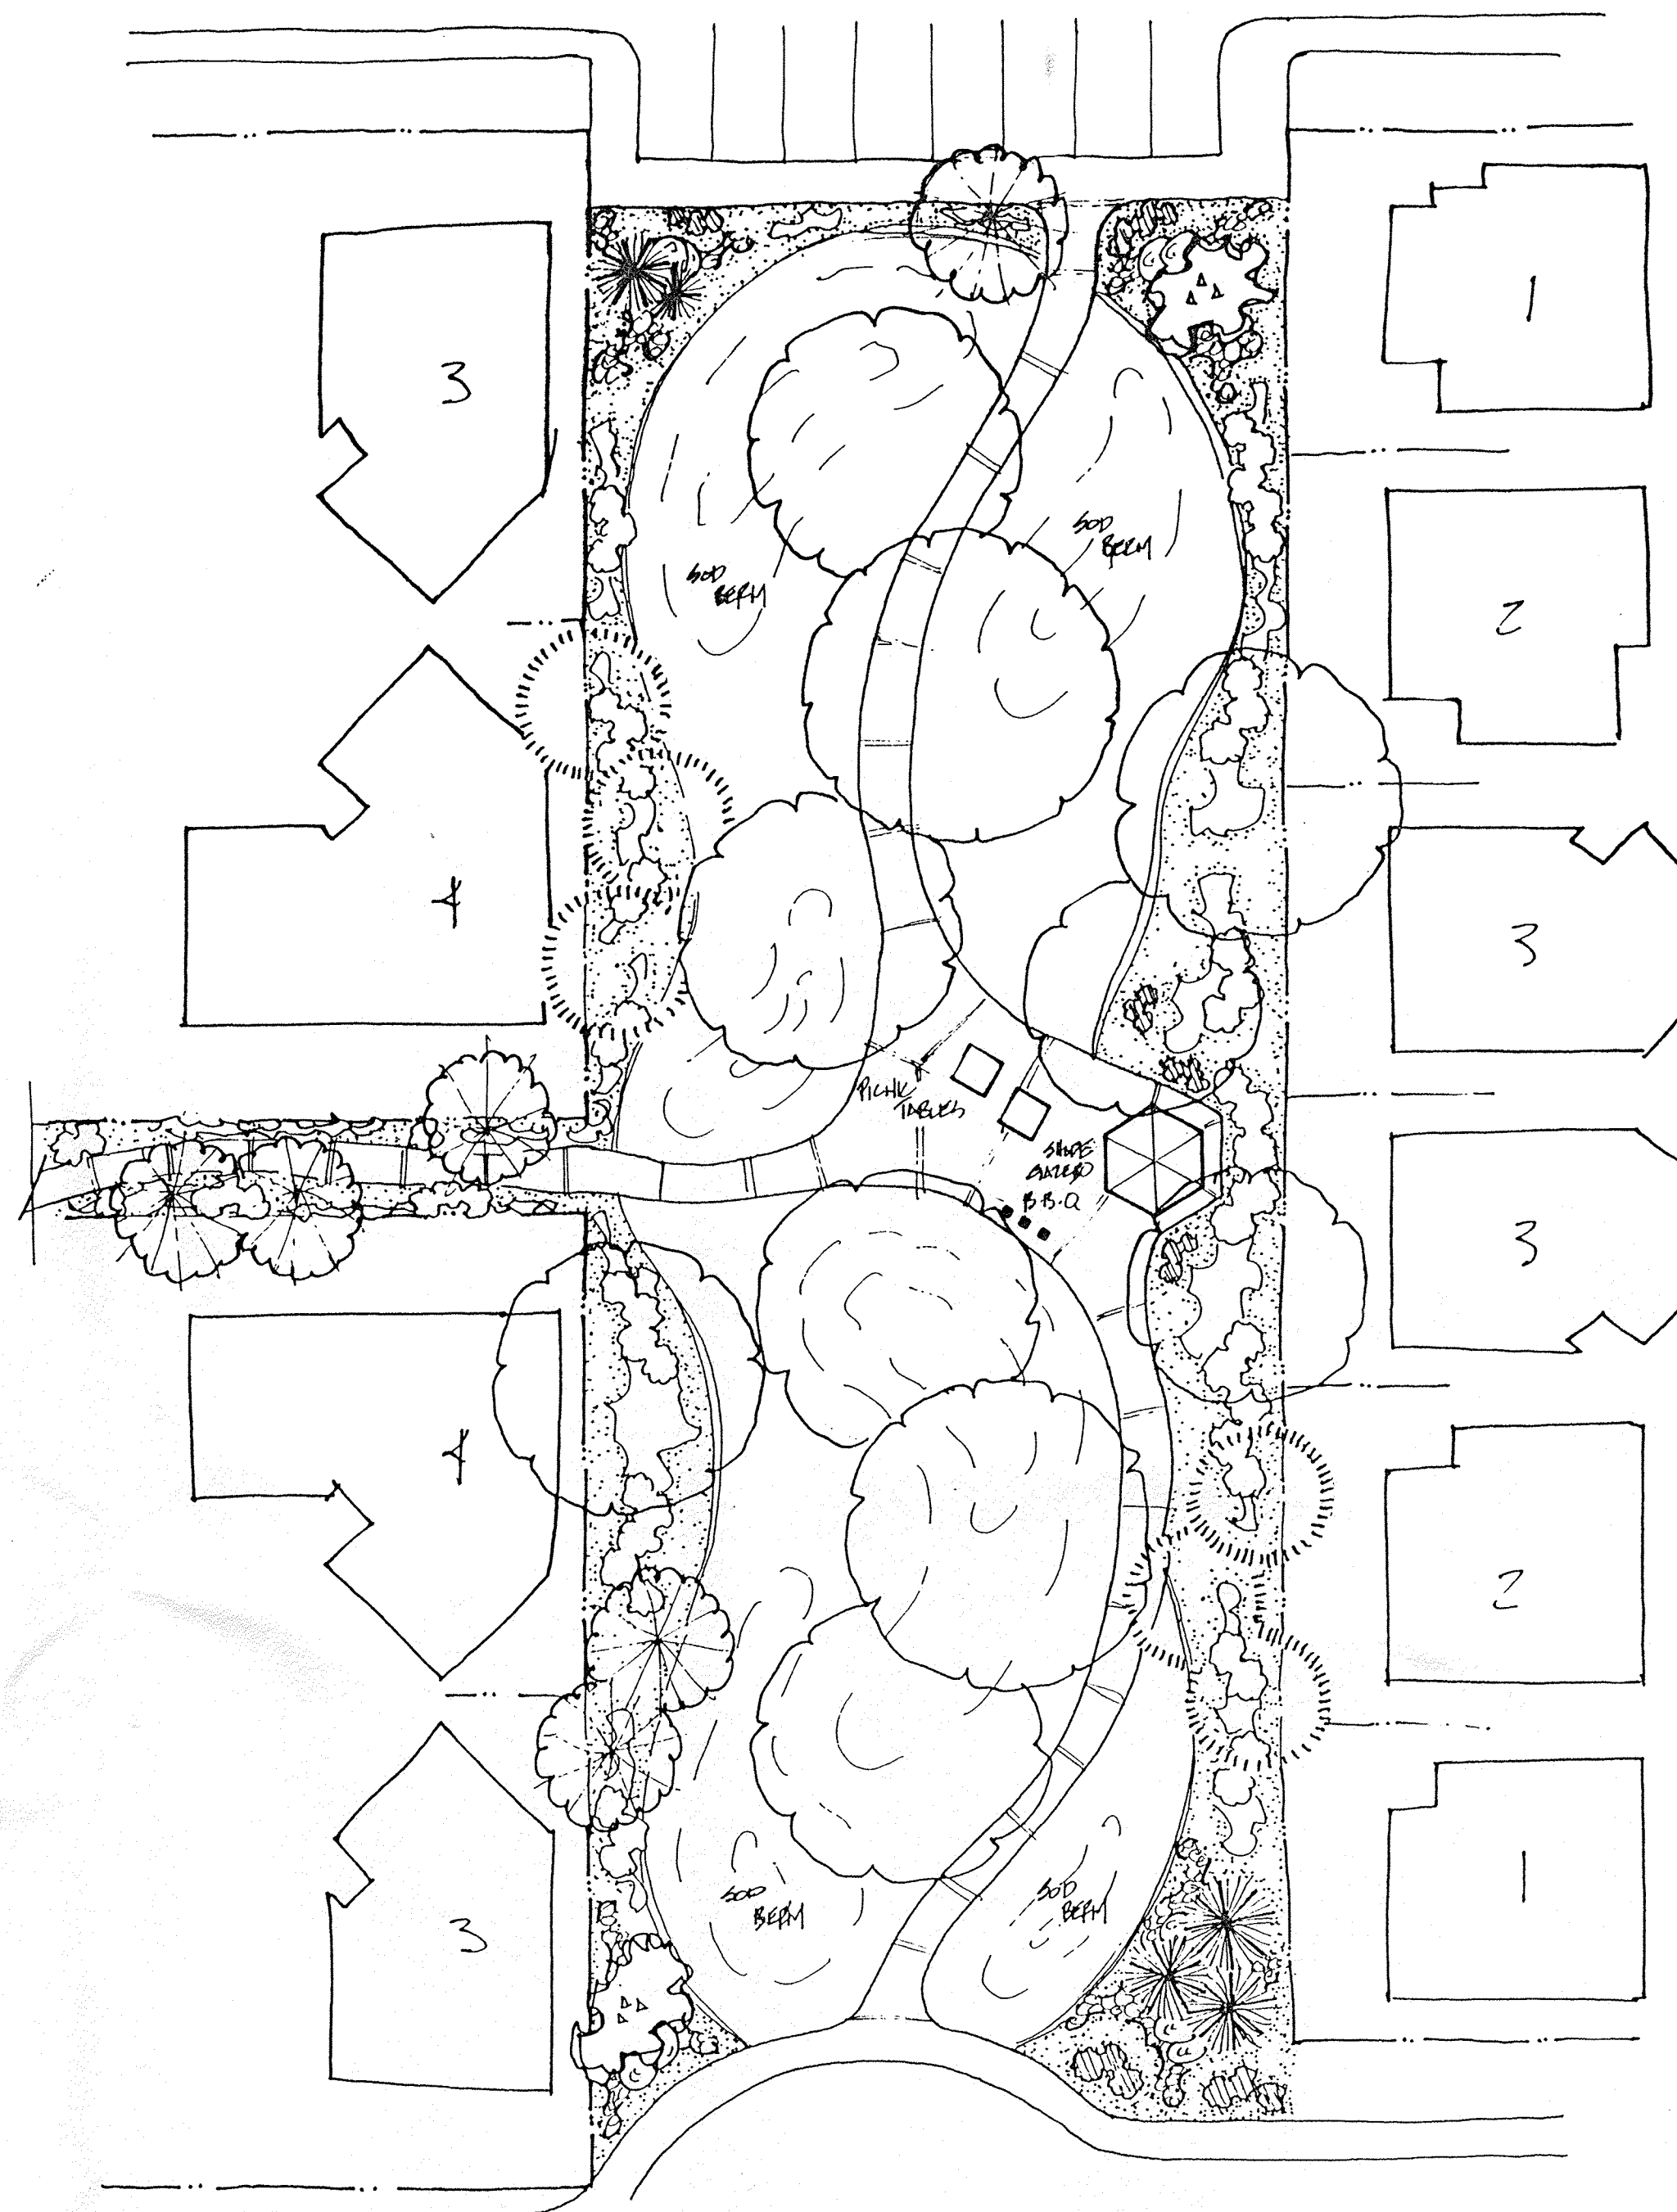 1
3
SOD
BERM
2
SOD
BERM
4
3
PICNIC
TABLES
SHADE
GAZEBO
B.B.Q
3
4
2
SOD
BERM
SOD
BERM
1
3